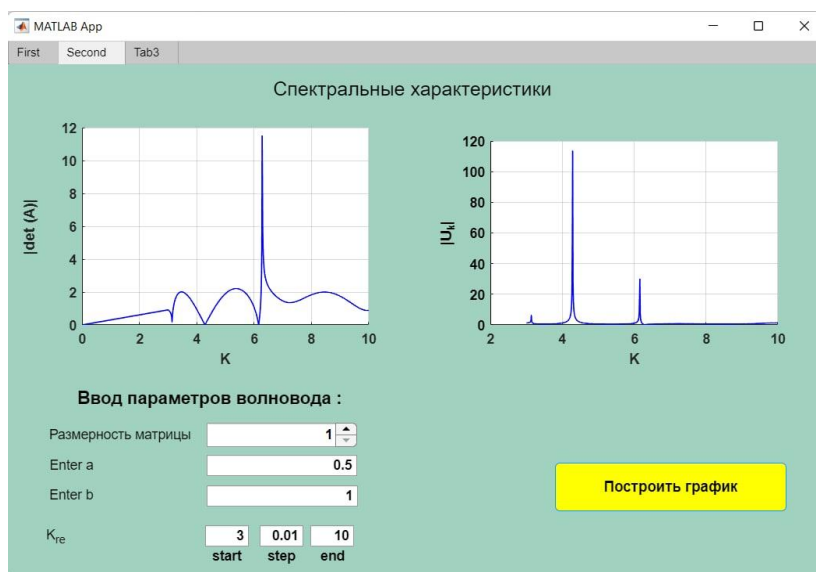 MATLAB App
First Second Tab3
Спектральные характеристики
12
10
8
6
4
2
0
0 2 4 6 8 10
|det (A)|
K
120
100
80
60
40
20
0
2 4 6 8 10
|Uk|
K
Ввод параметров волновода :
Размерность матрицы 1
Enter a 0.5
Enter b 1
Построить график
Kre 3 0.01 10
start step end